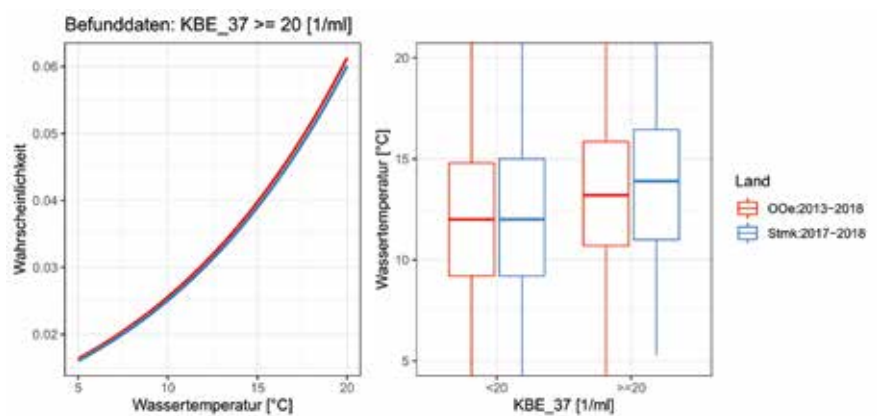 Befunddaten: KBE_37 >= 20 [1/ml]
Wahrscheinlichkeit
0.06
0.05
0.04
0.03
0.02
5 10 15 20
Wassertemperatur [°C]
Wassertemperatur [°C]
20
15
10
5
<20 >=20
KBE_37 [1/ml]
Land
OOe:2013-2018
Stmk:2017-2018